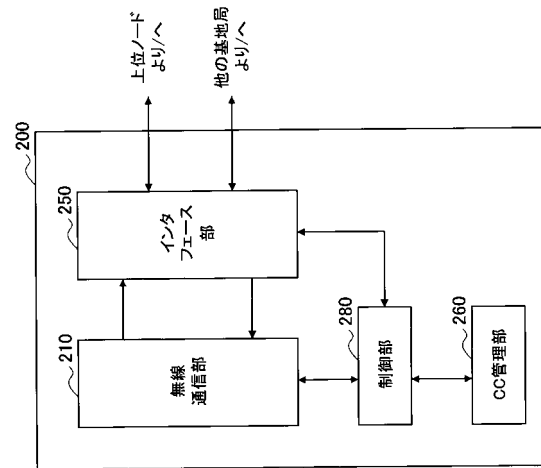 200
210
無線
通信部
250
インタ
フェース
部
上位ノード
より/へ
他の基地局
より/へ
280
制御部
260
CC管理部